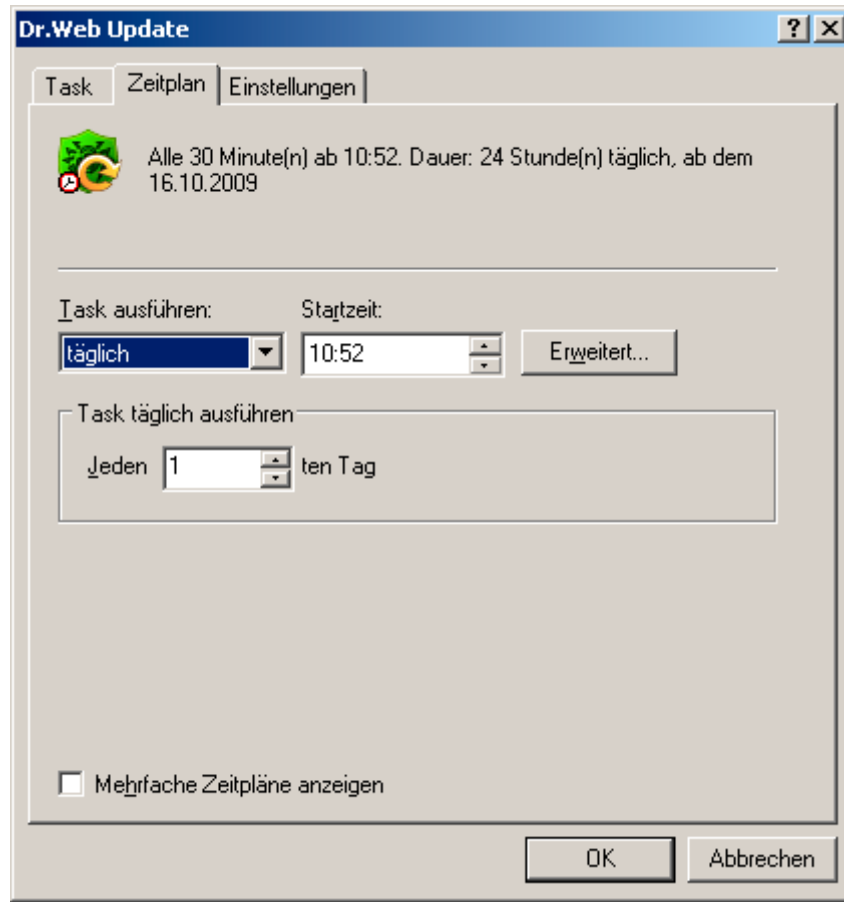 Dr.Web Update
Task Zeitplan Einstellungen
Alle 30 Minute(n) ab 10:52. Dauer: 24 Stunde(n) täglich, ab dem
16.10.2009
Task ausführen: Startzeit:
täglich 10:52 Erweitert...
Task täglich ausführen
Jeden 1 ten Tag
Mehrfache Zeitpläne anzeigen
OK Abbrechen